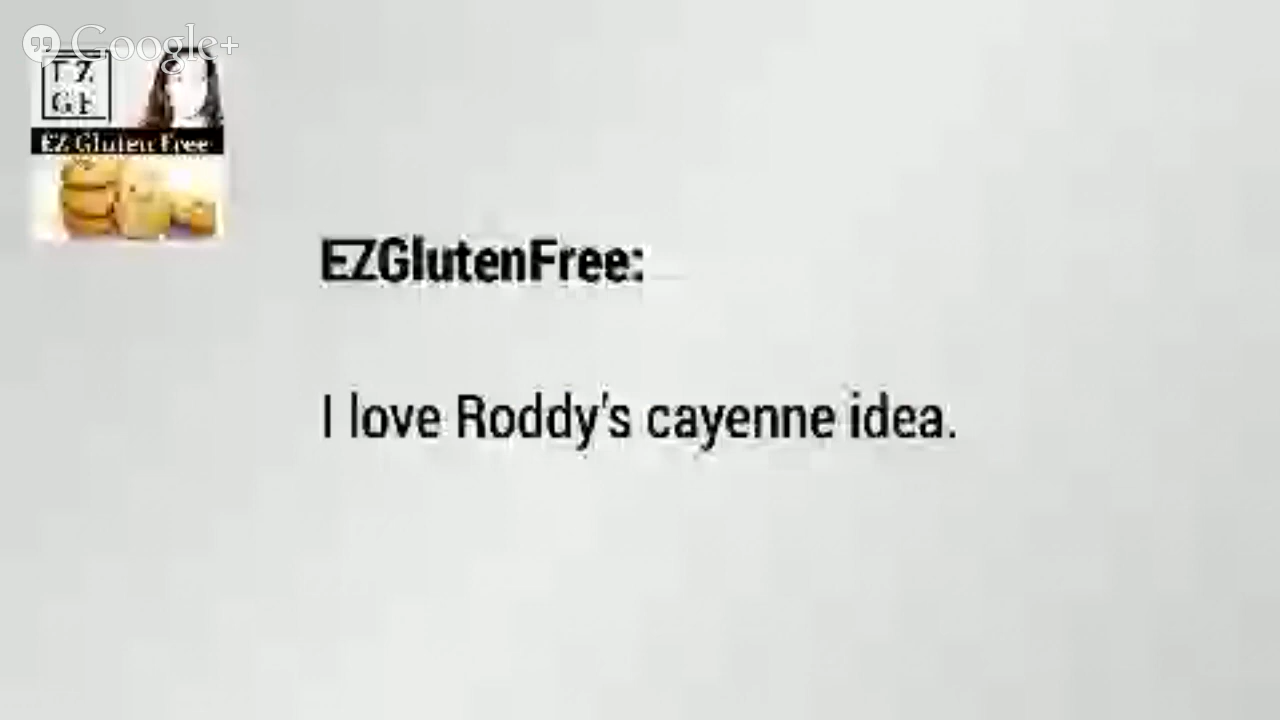 Google+
EZ
GF
EZ Gluten Free
EZGlutenFree:
I love Roddy's cayenne idea.